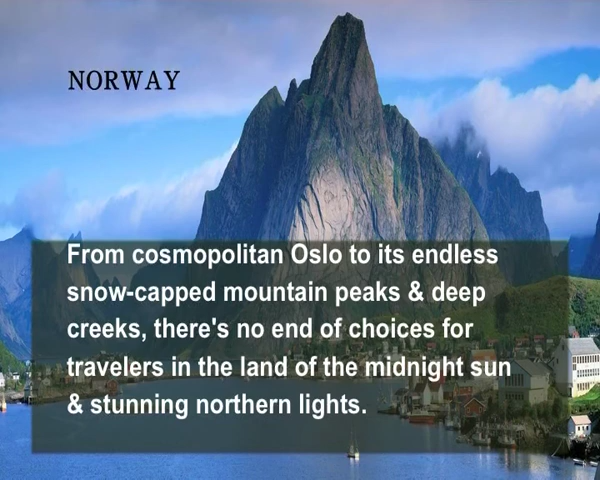 NORWAY
From cosmopolitan Oslo to its endless
snow-capped mountain peaks & deep
creeks, there's no end of choices for
travelers in the land of the midnight sun
& stunning northern lights.